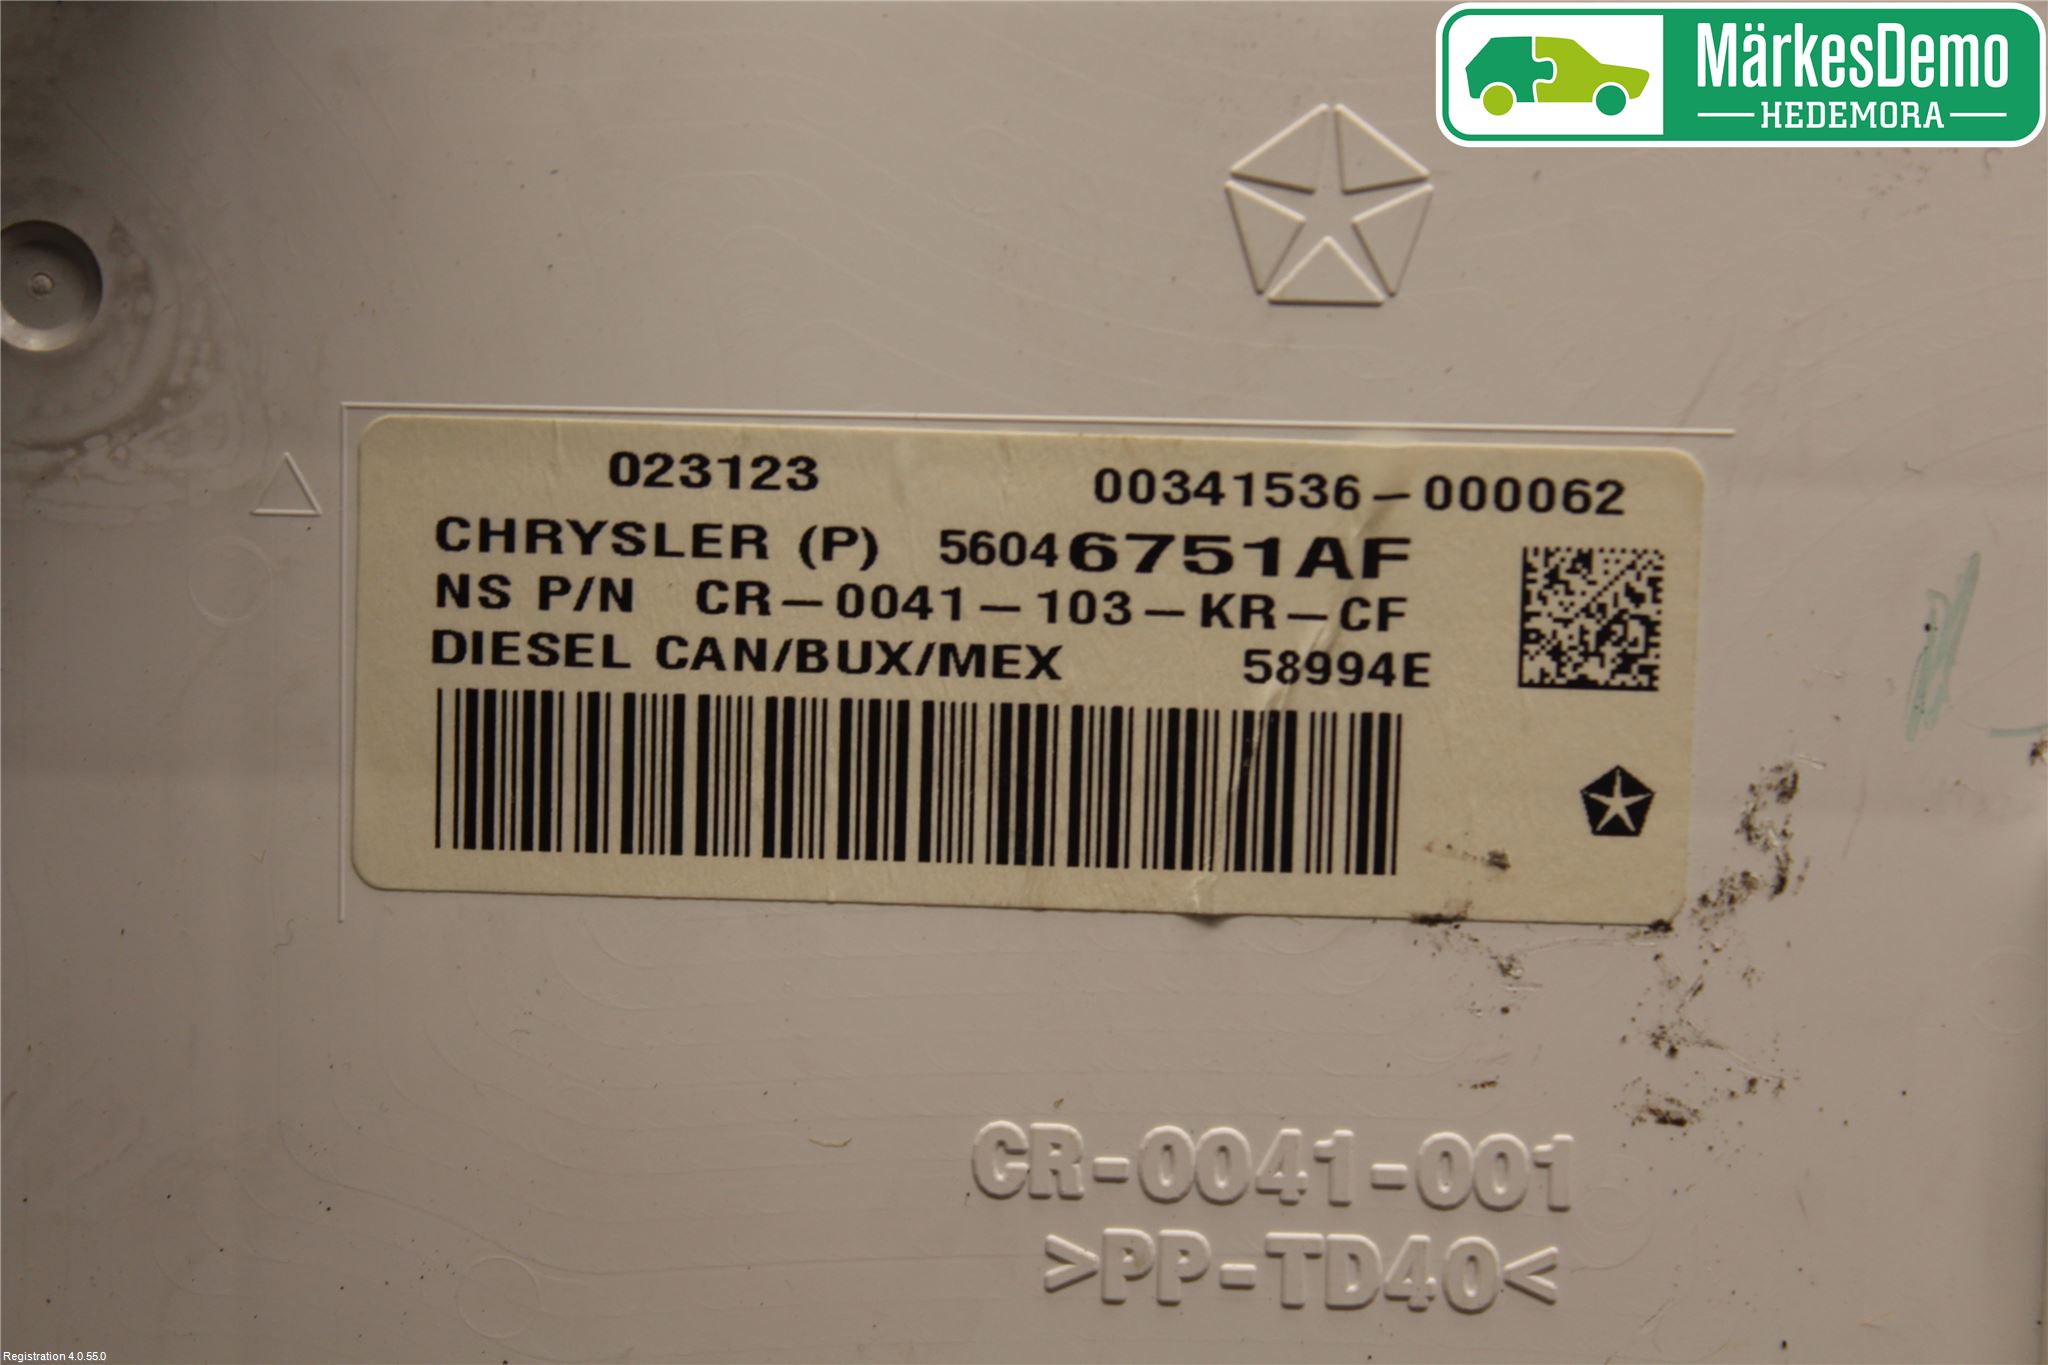 MärkesDemo
HEDEMORA
023123 00341536-000062
CHRYSLER (P) 56046751AF
NS P/N CR-0041-103-KR-CF
DIESEL CAN/BUX/MEX 58994E
CR-0041-001
>PP-TD40<
Registration 4.0.55.0